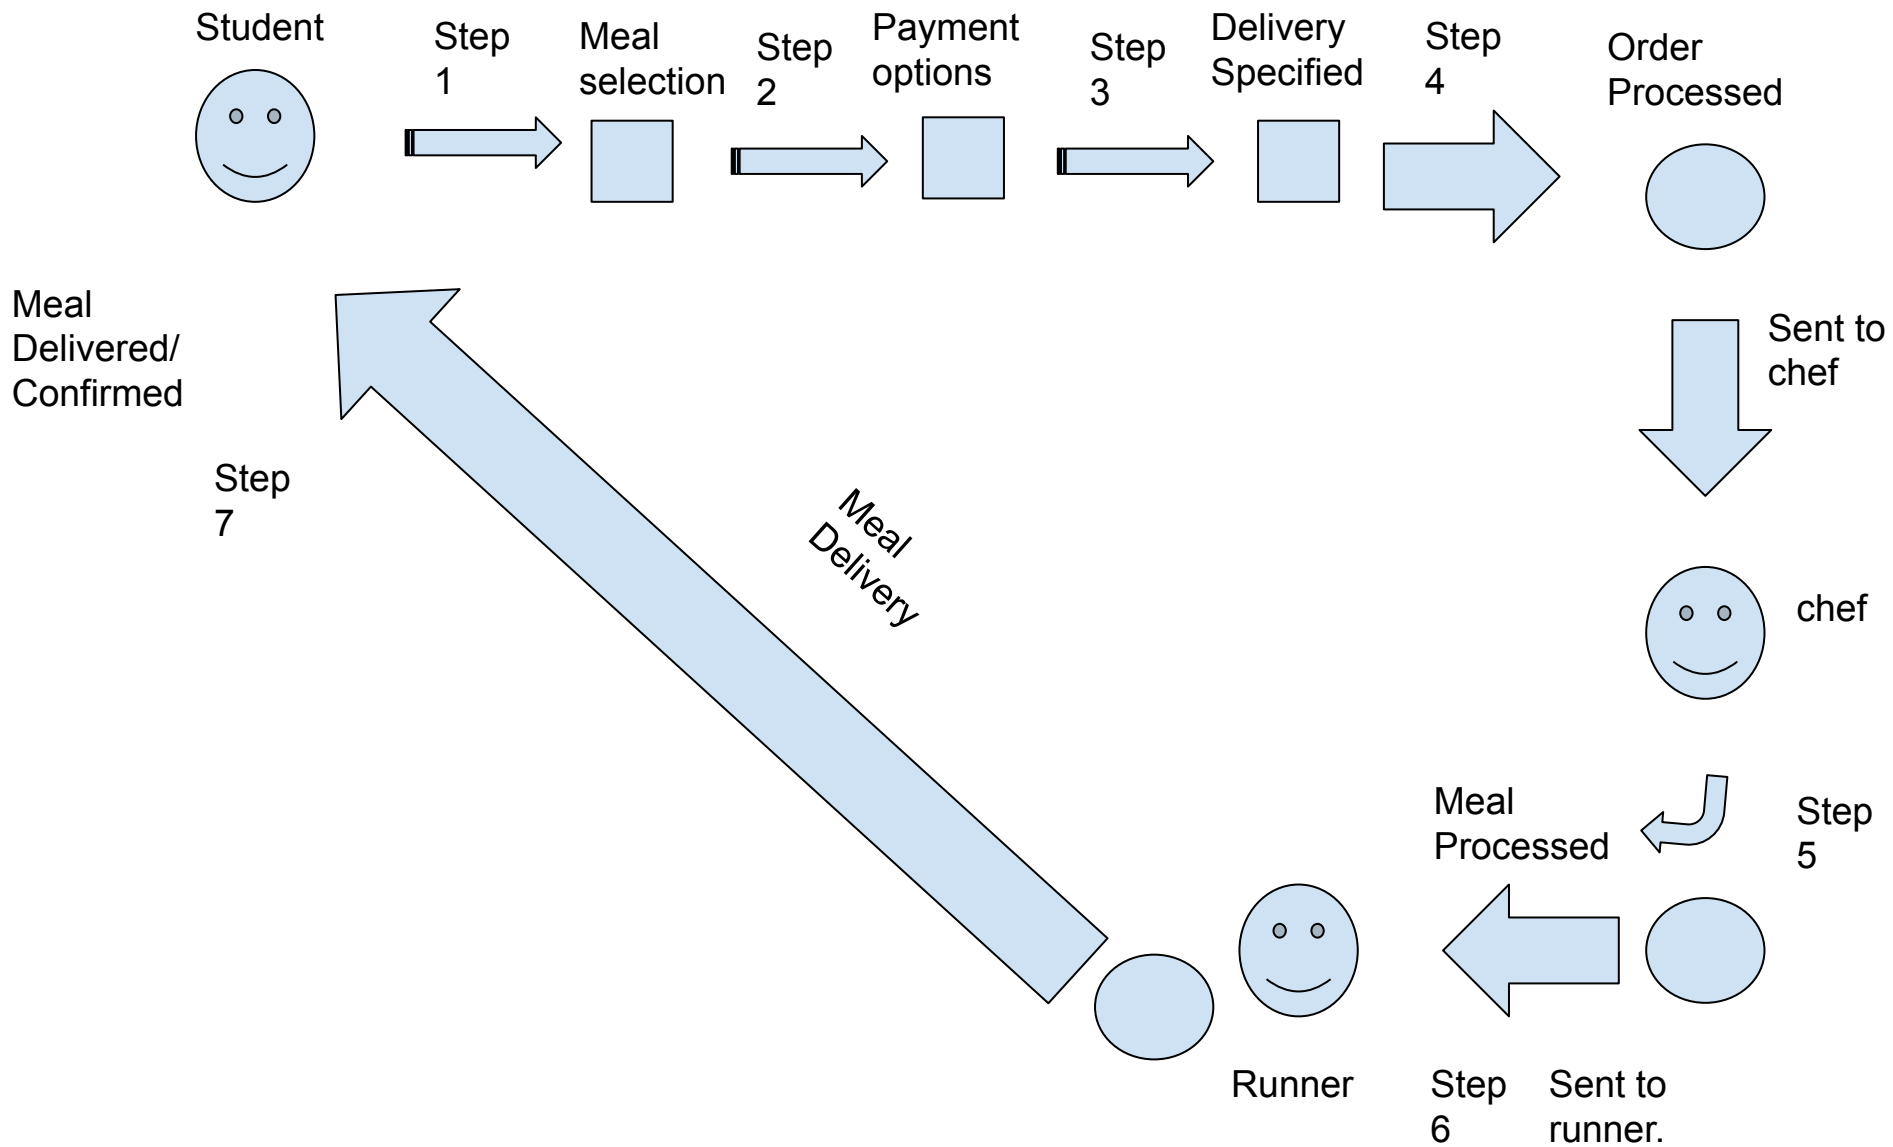 Student
Step
1
Meal
selection
Step
2
Payment
options
Step
3
Delivery
Specified
Step
4
Order
Processed
Sent to
chef
chef
Step
5
Meal
Processed
Sent to
runner.
Step
6
Runner
Meal
Delivery
Step
7
Meal
Delivered/
Confirmed